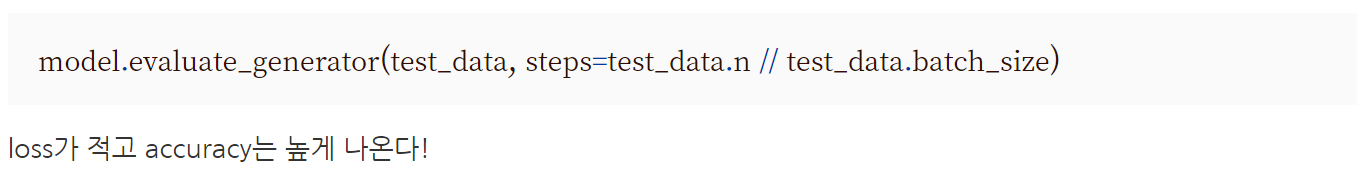 model.evaluate_generator(test_data, steps=test_data.n // test_data.batch_size)
loss가 적고 accuracy는 높게 나온다!